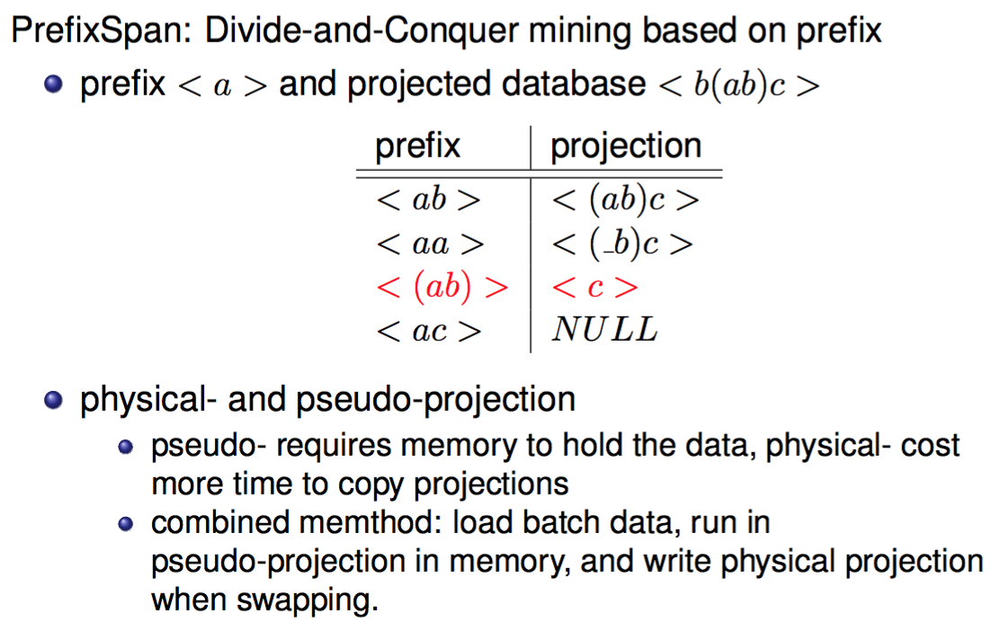 PrefixSpan: Divide-and-Conquer mining based on prefix
prefix < a > and projected database < b(ab)c >
prefix projection
< ab > < (ab)c >
< aa > < (_b)c >
< (ab) > < c >
< ac > NULL
physical- and pseudo-projection
pseudo- requires memory to hold the data, physical- cost
more time to copy projections
combined memthod: load batch data, run in
pseudo-projection in memory, and write physical projection
when swapping.